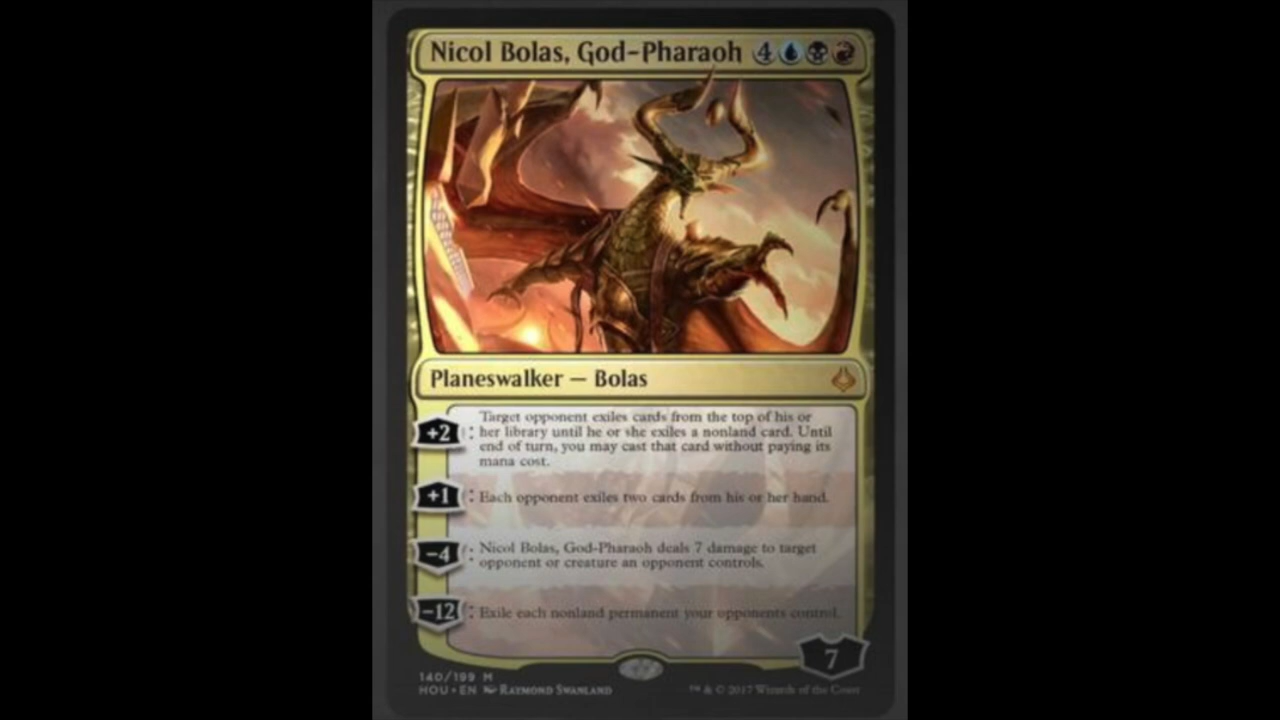 Nicol Bolas, God-Pharaoh 4
Planeswalker — Bolas
+2: Target opponent exiles cards from the top of his or
her library until he or she exiles a nonland card. Until
end of turn, you may cast that card without paying its
mana cost.
+1: Each opponent exiles two cards from his or her hand.
−4: Nicol Bolas, God-Pharaoh deals 7 damage to target
opponent or creature an opponent controls.
−12: Exile each nonland permanent your opponents control.
7
140/199 M
HOU • EN Raymond Swanland
™ & © 2017 Wizards of the Coast